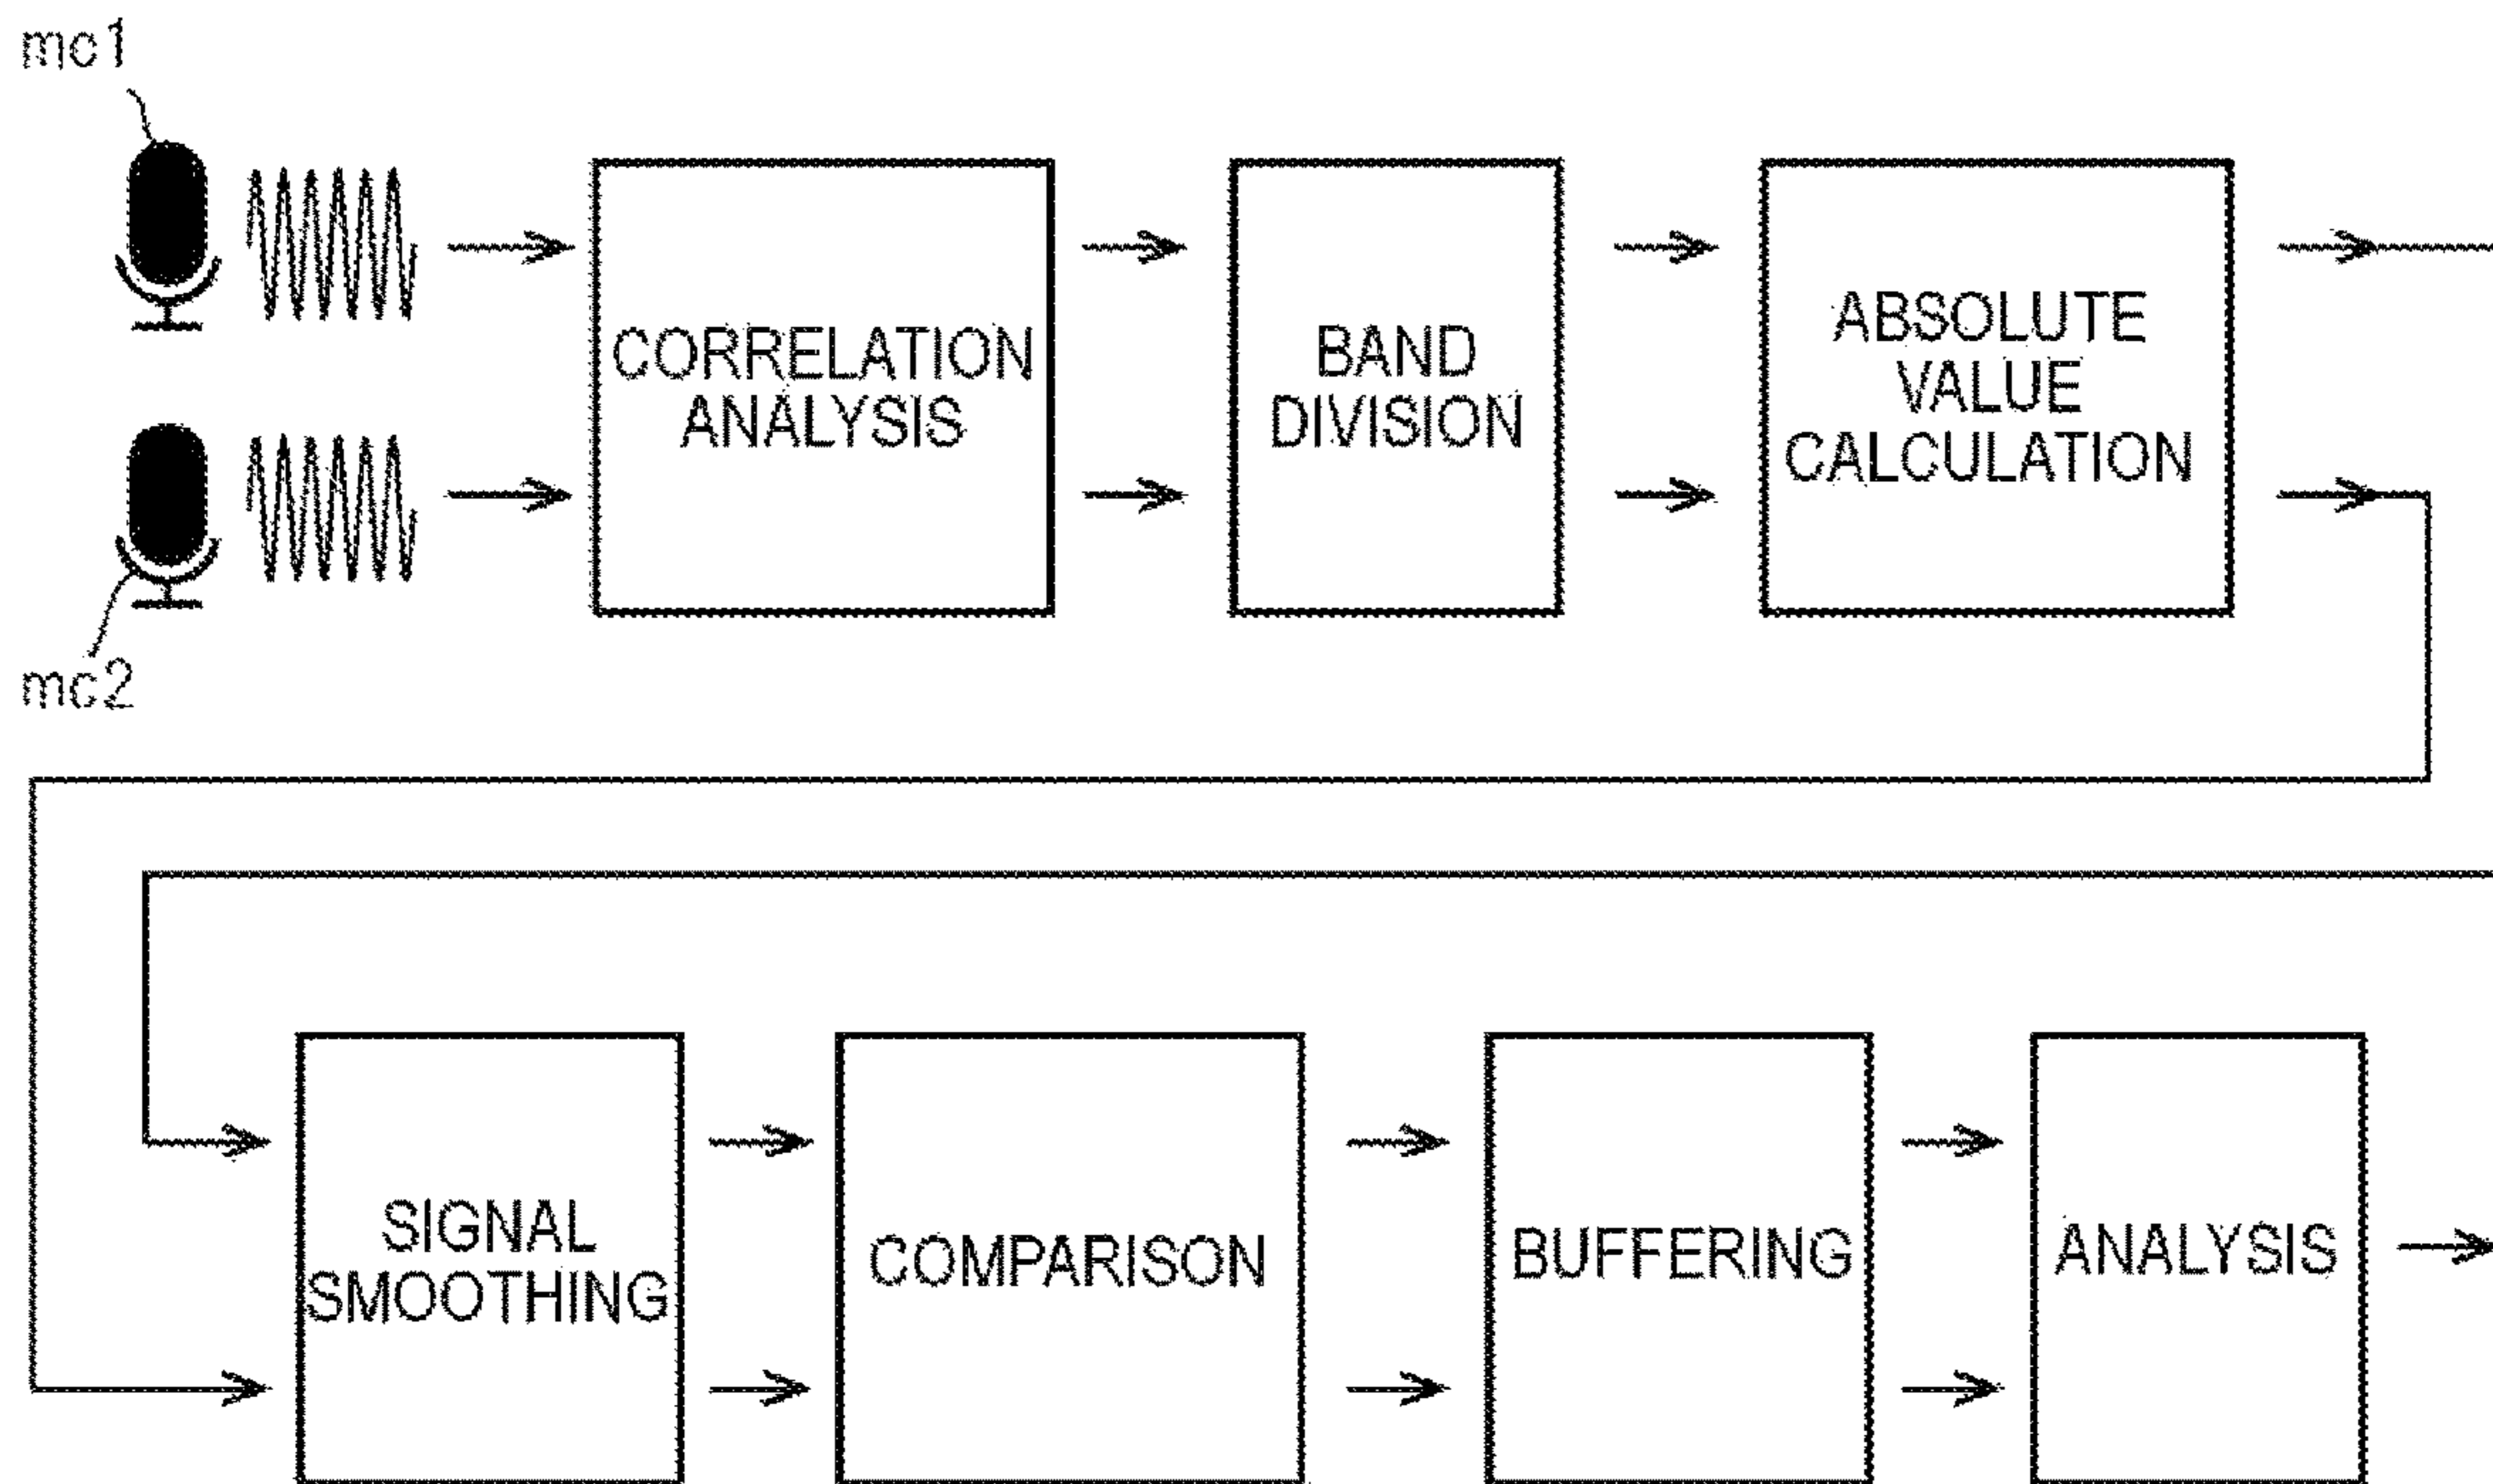 mc1
CORRELATION
ANALYSIS
BAND
DIVISION
ABSOLUTE
VALUE
CALCULATION
mc2
SIGNAL
SMOOTHING
COMPARISON
BUFFERING
ANALYSIS